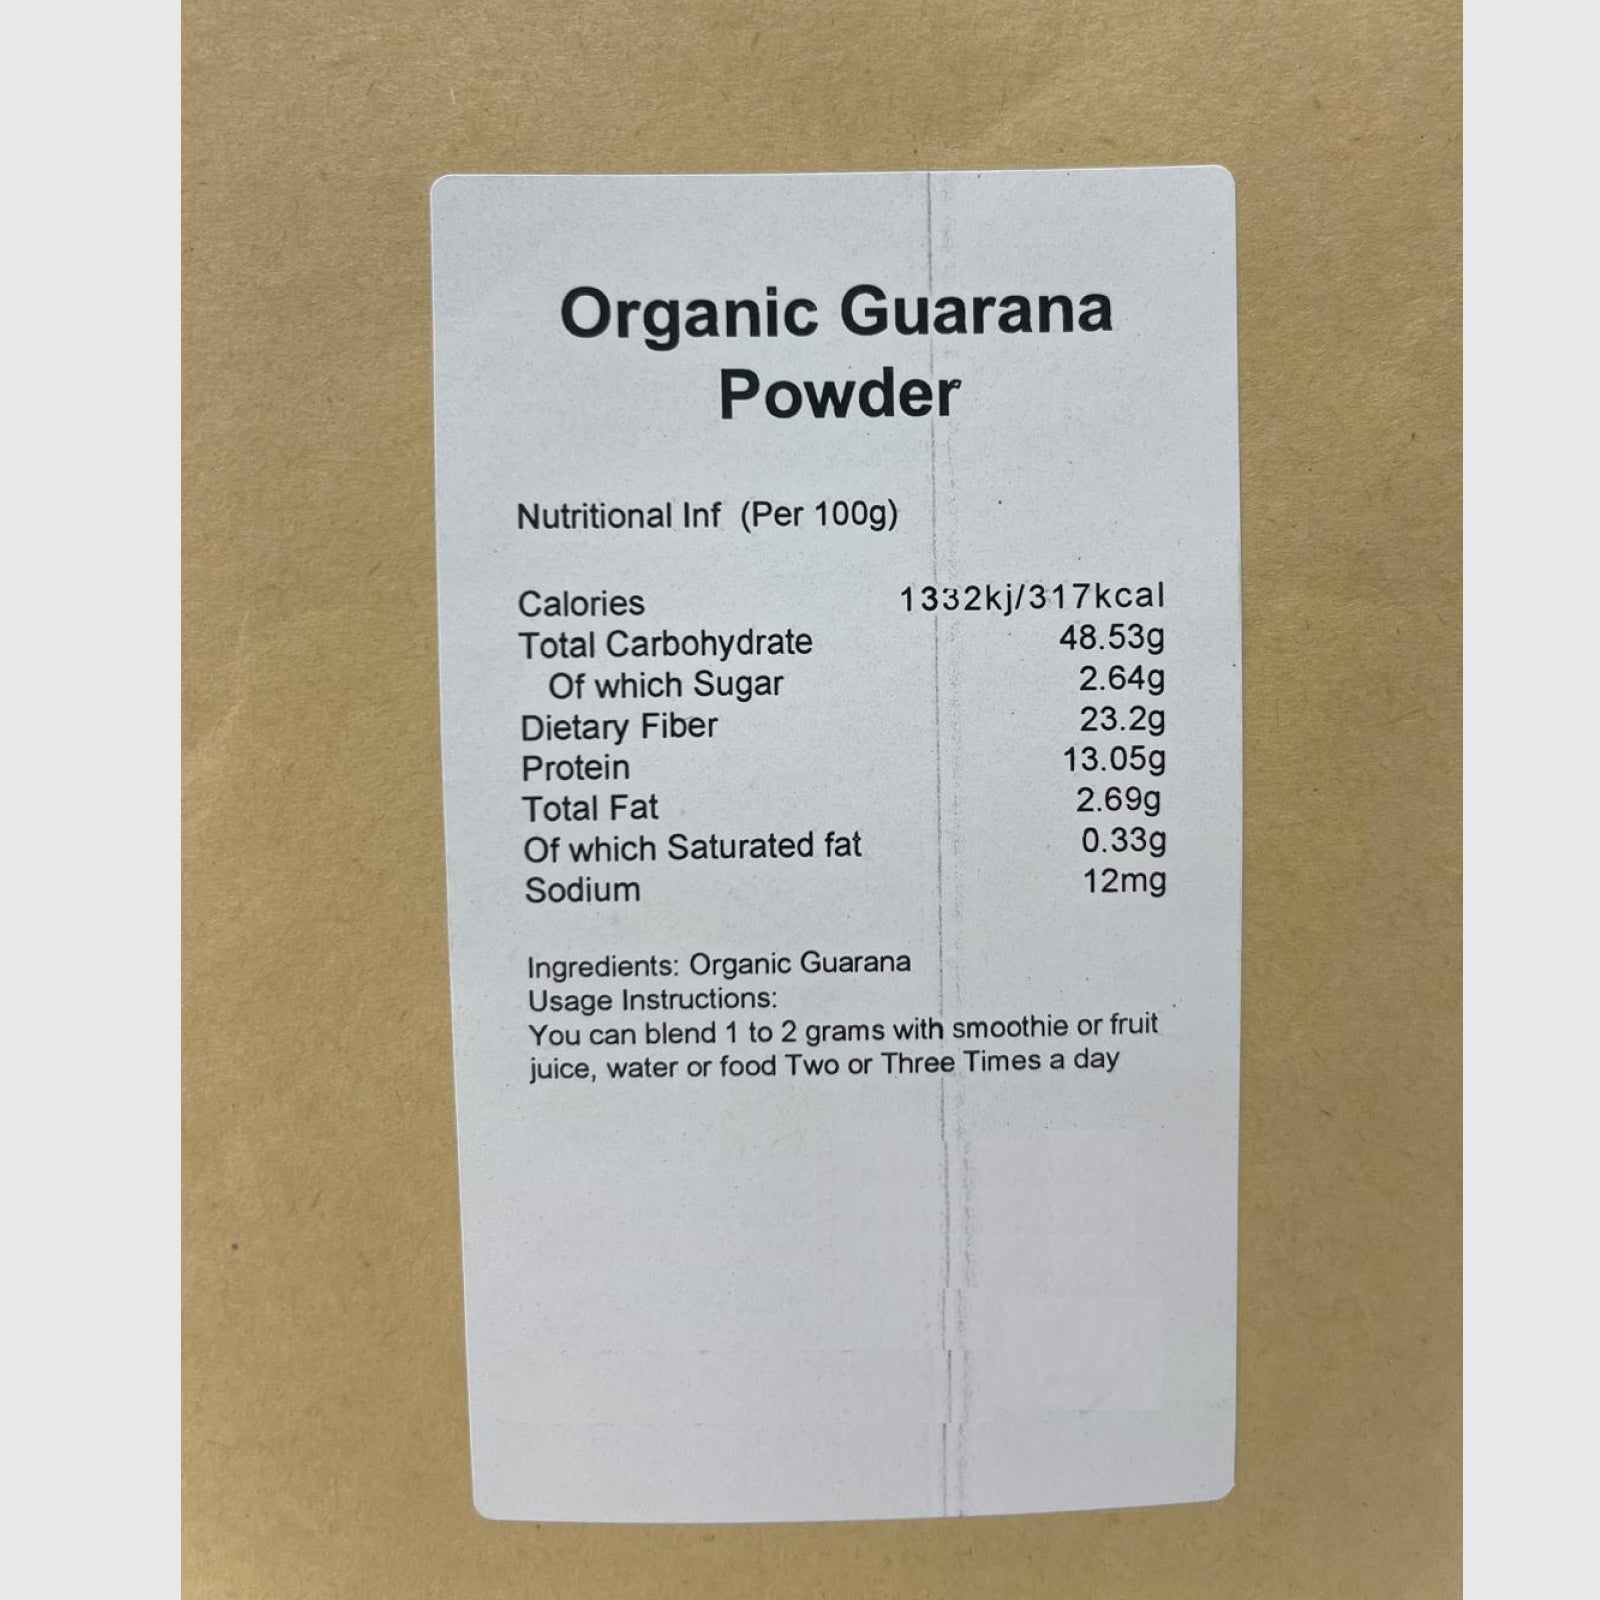 Organic Guarana
Powder
Nutritional Inf (Per 100g)
Calories 1332kj/317kcal
Total Carbohydrate 48.53g
Of which Sugar 2.64g
Dietary Fiber 23.2g
Protein 13.05g
Total Fat 2.69g
Of which Saturated fat 0.33g
Sodium 12mg
Ingredients: Organic Guarana
Usage Instructions:
You can blend 1 to 2 grams with smoothie or fruit
juice, water or food Two or Three Times a day